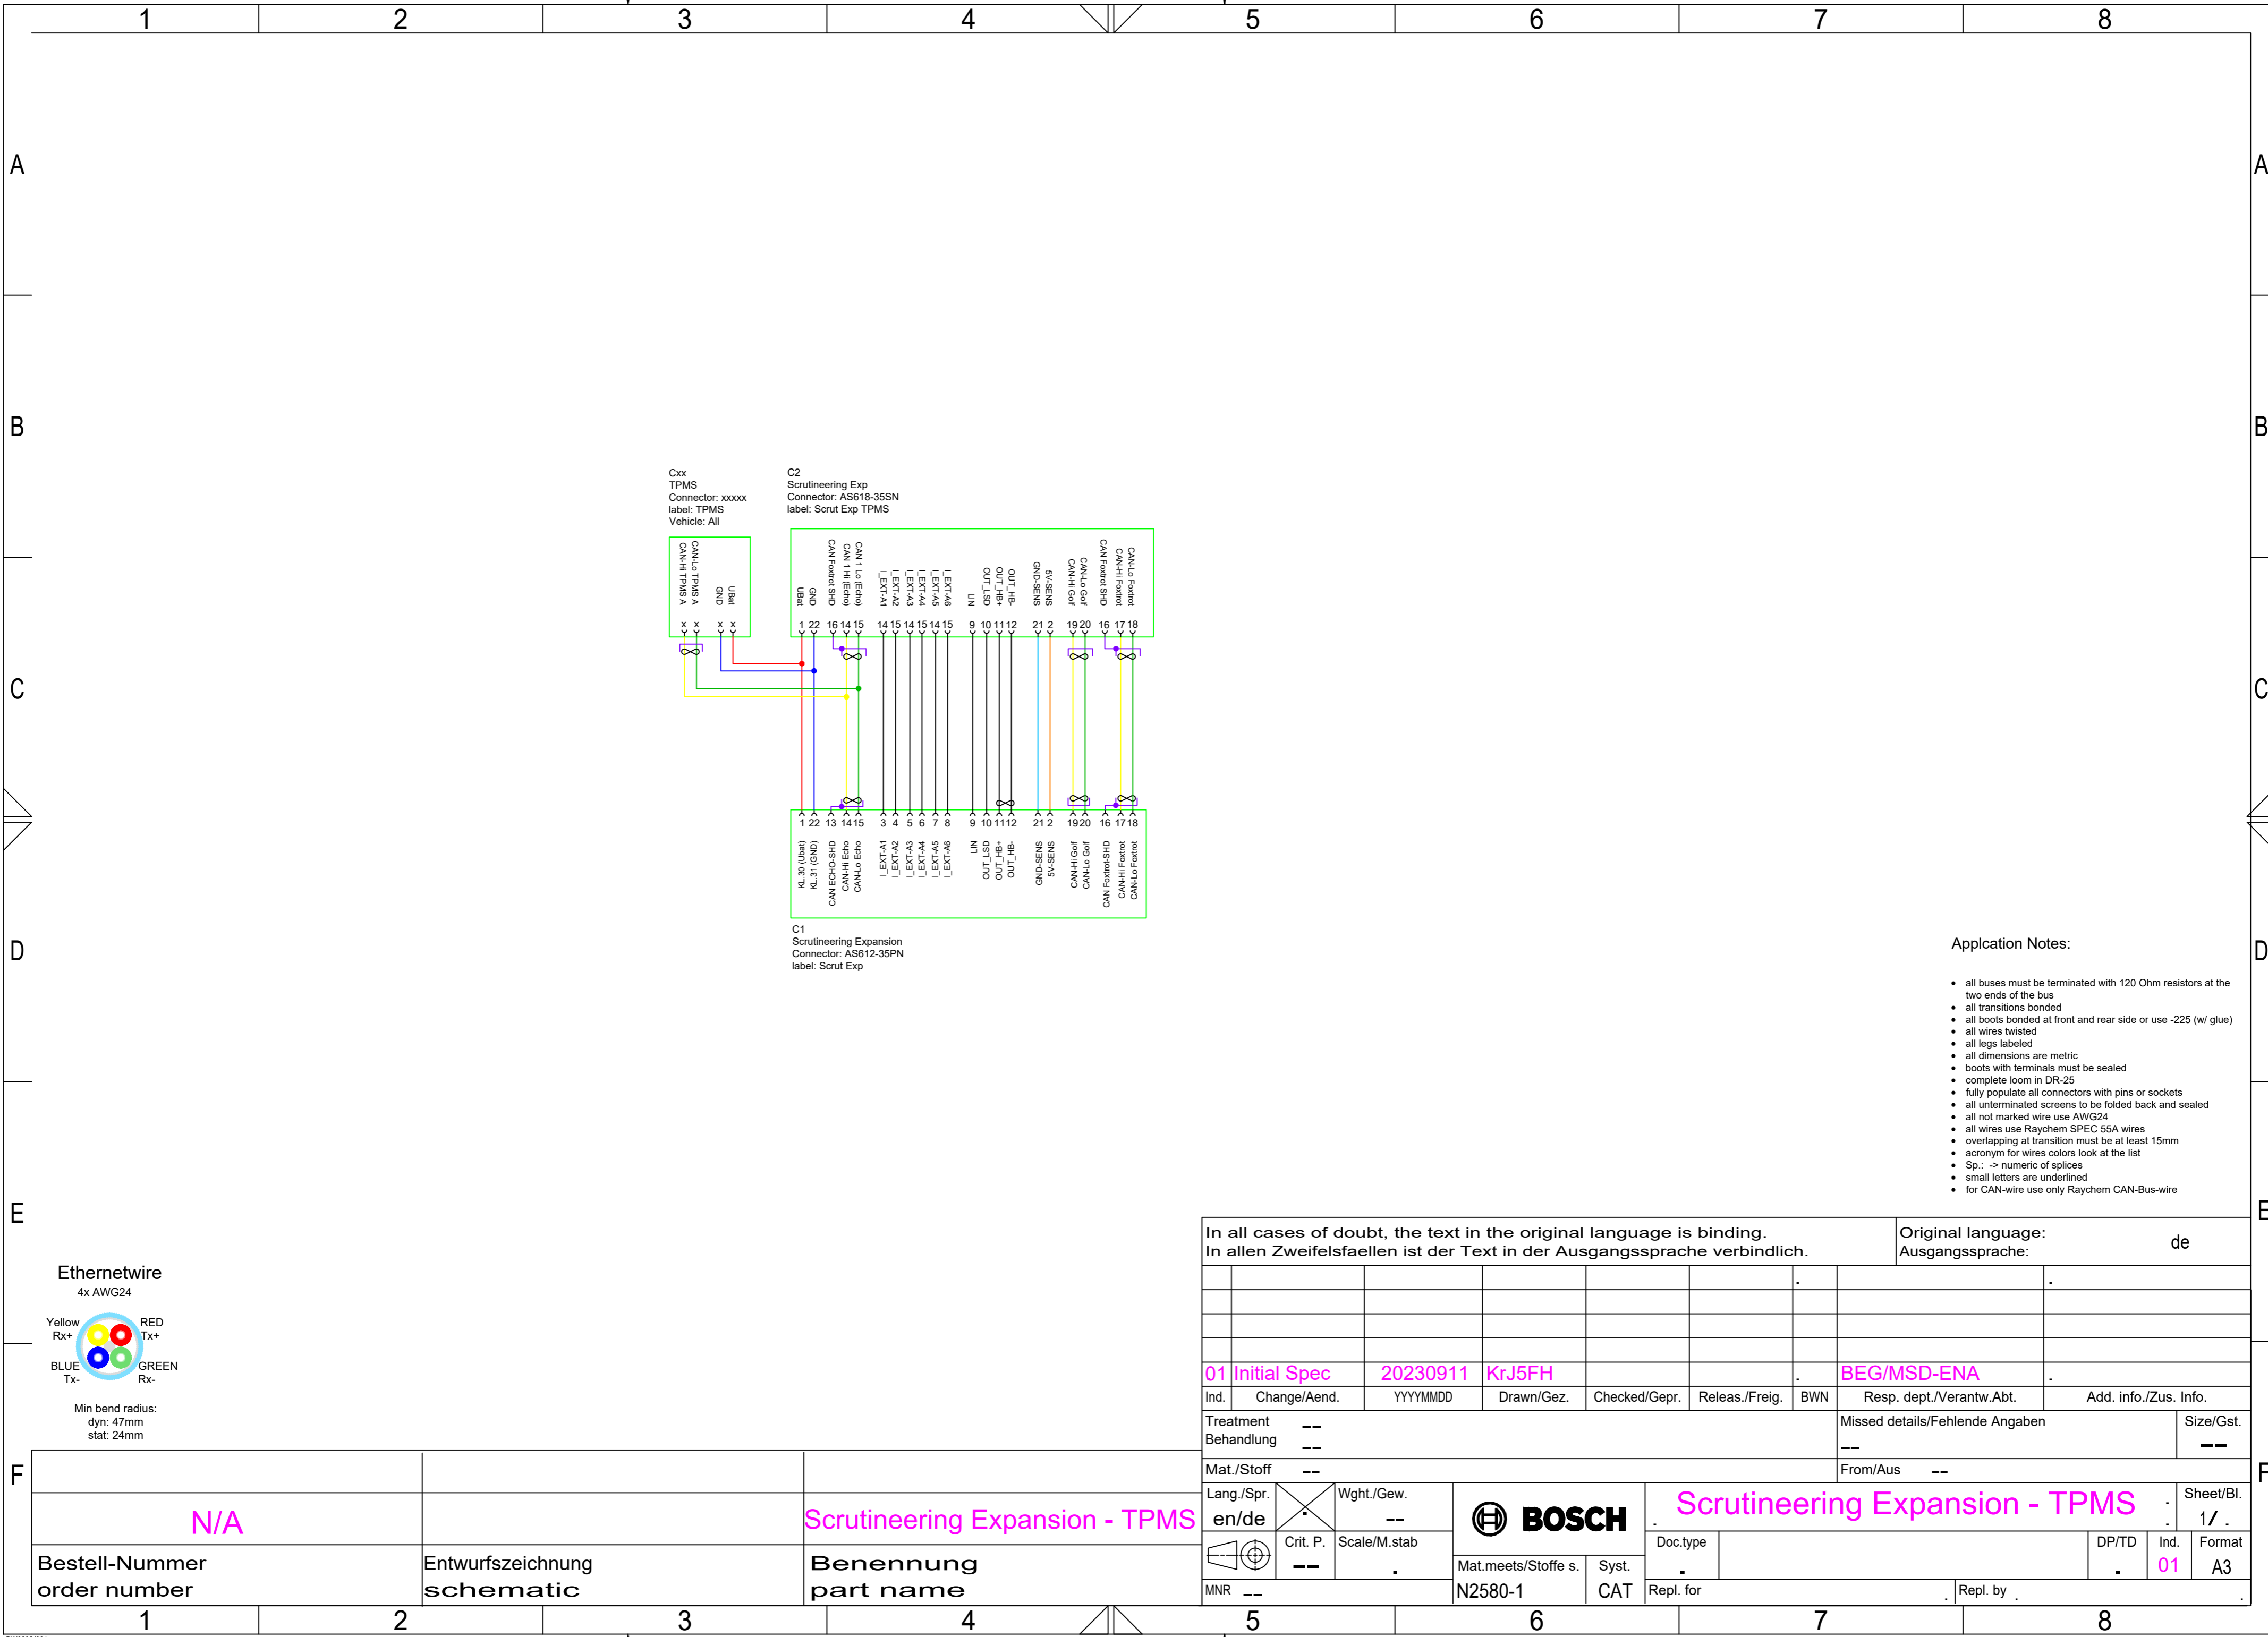 1 2 3 4 5 6 7 8
A A
B B
C C
D D
E E
F F
Cxx
TPMS
Connector: xxxxx
label: TPMS
Vehicle: All
C2
Scrutineering Exp
Connector: AS618-35SN
label: Scrut Exp TPMS
CAN-Hi TPMS A
CAN-Lo TPMS A
GND
UBat
x x x x
UBat
GND
CAN Foxtrot SHD
CAN 1 Hi (Echo)
CAN 1 Lo (Echo)
I_EXT-A1
I_EXT-A2
I_EXT-A3
I_EXT-A4
I_EXT-A5
I_EXT-A6
LIN
OUT_LSD
OUT_HB+
OUT_HB-
GND-SENS
5V-SENS
CAN-Hi Golf
CAN-Lo Golf
CAN Foxtrot SHD
CAN-Hi Foxtrot
CAN-Lo Foxtrot
1 22 16 14 15 14 15 14 15 14 15 9 10 11 12 21 2 19 20 16 17 18
1 22 13 14 15 3 4 5 6 7 8 9 10 11 12 21 2 19 20 16 17 18
KL.30 (Ubat)
KL.31 (GND)
CAN ECHO-SHD
CAN-Hi Echo
CAN-Lo Echo
I_EXT-A1
I_EXT-A2
I_EXT-A3
I_EXT-A4
I_EXT-A5
I_EXT-A6
LIN
OUT_LSD
OUT_HB+
OUT_HB-
GND-SENS
5V-SENS
CAN-Hi Golf
CAN-Lo Golf
CAN Foxtrot-SHD
CAN-Hi Foxtrot
CAN-Lo Foxtrot
C1
Scrutineering Expansion
Connector: AS612-35PN
label: Scrut Exp
Applcation Notes:
• all buses must be terminated with 120 Ohm resistors at the
two ends of the bus
• all transitions bonded
• all boots bonded at front and rear side or use -225 (w/ glue)
• all wires twisted
• all legs labeled
• all dimensions are metric
• boots with terminals must be sealed
• complete loom in DR-25
• fully populate all connectors with pins or sockets
• all unterminated screens to be folded back and sealed
• all not marked wire use AWG24
• all wires use Raychem SPEC 55A wires
• overlapping at transition must be at least 15mm
• acronym for wires colors look at the list
• Sp.: -> numeric of splices
• small letters are underlined
• for CAN-wire use only Raychem CAN-Bus-wire
Ethernetwire
4x AWG24
Yellow RED
Rx+ Tx+
BLUE GREEN
Tx- Rx-
Min bend radius:
dyn: 47mm
stat: 24mm
In all cases of doubt, the text in the original language is binding.
In allen Zweifelsfaellen ist der Text in der Ausgangssprache verbindlich.
Original language:
Ausgangssprache:
de
. .
01 Initial Spec 20230911 KrJ5FH . BEG/MSD-ENA .
Ind. Change/Aend. YYYYMMDD Drawn/Gez. Checked/Gepr. Releas./Freig. BWN Resp. dept./Verantw.Abt. Add. info./Zus. Info.
Treatment --
Behandlung --
Missed details/Fehlende Angaben
--
Size/Gst.
--
Mat./Stoff -- From/Aus --
Lang./Spr.
en/de
.
Wght./Gew.
--
BOSCH
. Scrutineering Expansion - TPMS . .
Sheet/Bl.
1/ .
Crit. P.
--
Scale/M.stab
.
Mat.meets/Stoffe s.
N2580-1
Syst.
CAT
Doc.type
.
DP/TD
.
Ind.
01
Format
A3
MNR --
Repl. for .
Repl. by . .
N/A
Scrutineering Expansion - TPMS
Bestell-Nummer
order number
Entwurfszeichnung
schematic
Benennung
part name
1 2 3 4 5 6 7 8